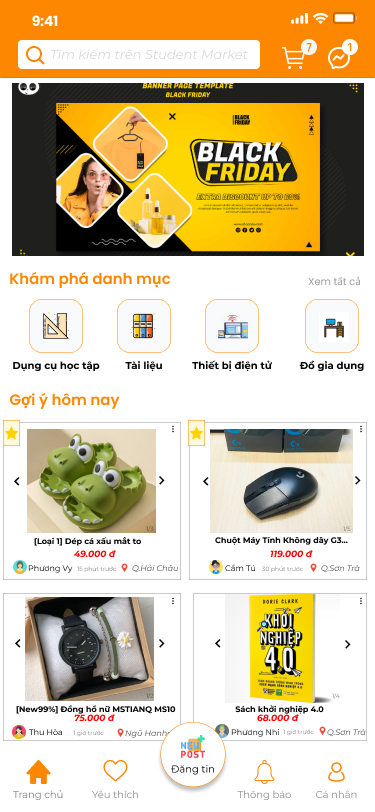 9:41
Tìm kiếm trên Student Market
7
1
BANNER PAGE TEMPLATE
BLACK FRIDAY
BLACK
FRIDAY
BLACK
FRIDAY
EXTRA DISCOUNT UP TO 60%
Khám phá danh mục
Xem tất cả
Dụng cụ học tập
Tài liệu
Thiết bị điện tử
Đồ gia dụng
Gợi ý hôm nay
1/3
1/5
[Loại 1] Dép cá xấu mắt to
49.000 đ
Phương Vy
15 phút trước
Q.Hải Châu
Chuột Máy Tính Không dây G3...
119.000 đ
Cẩm Tú
30 phút trước
Q.Sơn Trà
1/2
[New99%] Đồng hồ nữ MSTIANQ MS10
75.000 đ
Thu Hòa
1 giờ trước
Ngũ Hành
DORIE CLARK
KHỞI
NGHIỆP
4.0
1/4
Sách khởi nghiệp 4.0
68.000 đ
Phương Nhi
1 giờ trước
Q.Sơn Trà
NEW
POST
Đăng tin
Trang chủ
Yêu thích
Thông báo
Cá nhân